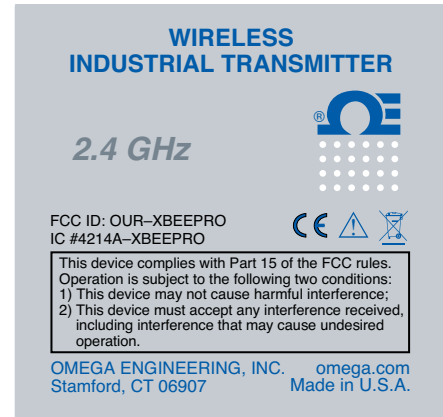 WIRELESS
INDUSTRIAL TRANSMITTER
®
2.4 GHz
FCC ID: OUR–XBEEPRO
IC #4214A–XBEEPRO
CE
This device complies with Part 15 of the FCC rules.
Operation is subject to the following two conditions:
1) This device may not cause harmful interference;
2) This device must accept any interference received,
including interference that may cause undesired
operation.
OMEGA ENGINEERING, INC. omega.com
Stamford, CT 06907 Made in U.S.A.